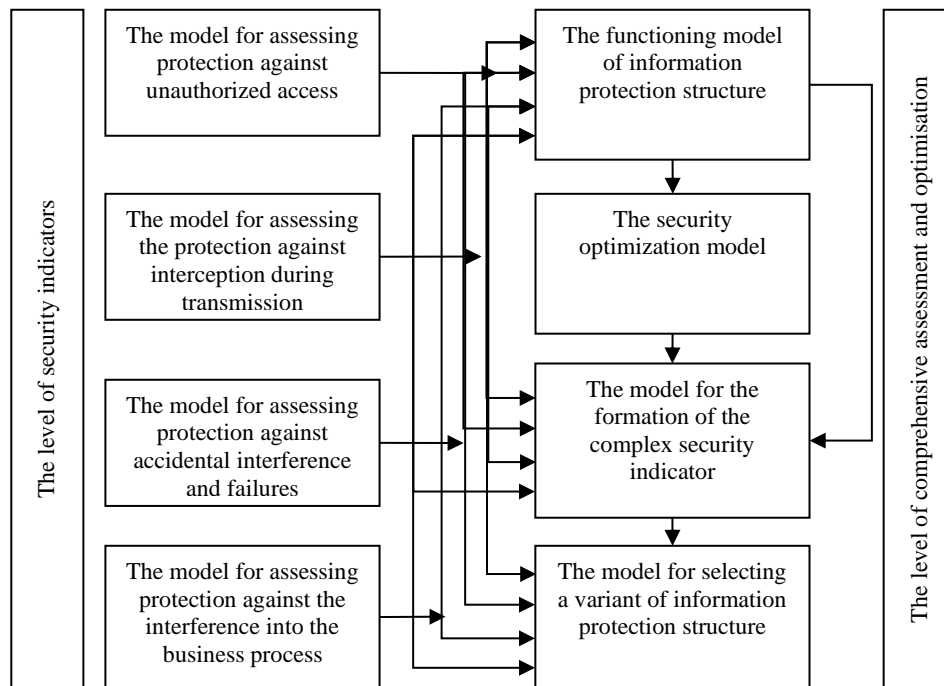 The level of security indicators
The model for assessing
protection against
unauthorized access
The model for assessing
the protection against
interception during
transmission
The model for assessing
protection against
accidental interference
and failures
The model for assessing
protection against the
interference into the
business process
The functioning model
of information
protection structure
The security
optimization model
The model for the
formation of the
complex security
indicator
The model for selecting
a variant of information
protection structure
The level of comprehensive assessment and optimisation